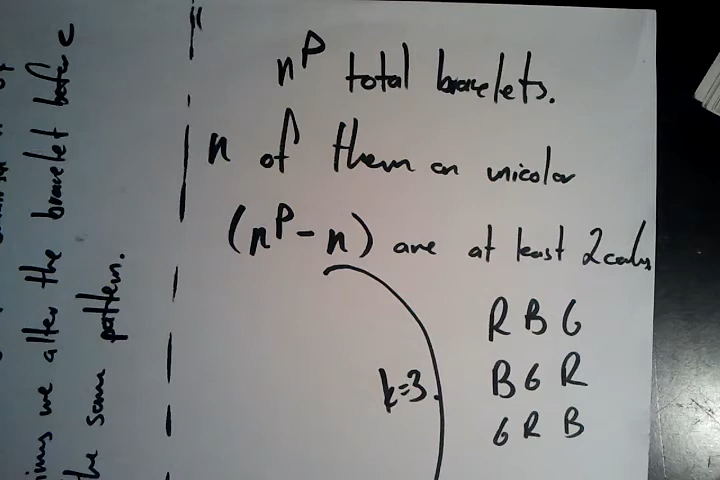 n^p total bracelets.
n of them are unicolor
(n^p - n) are at least 2 colors
R B G
B G R
k=3.
G R B
we alter the bracelet before
the same pattern.